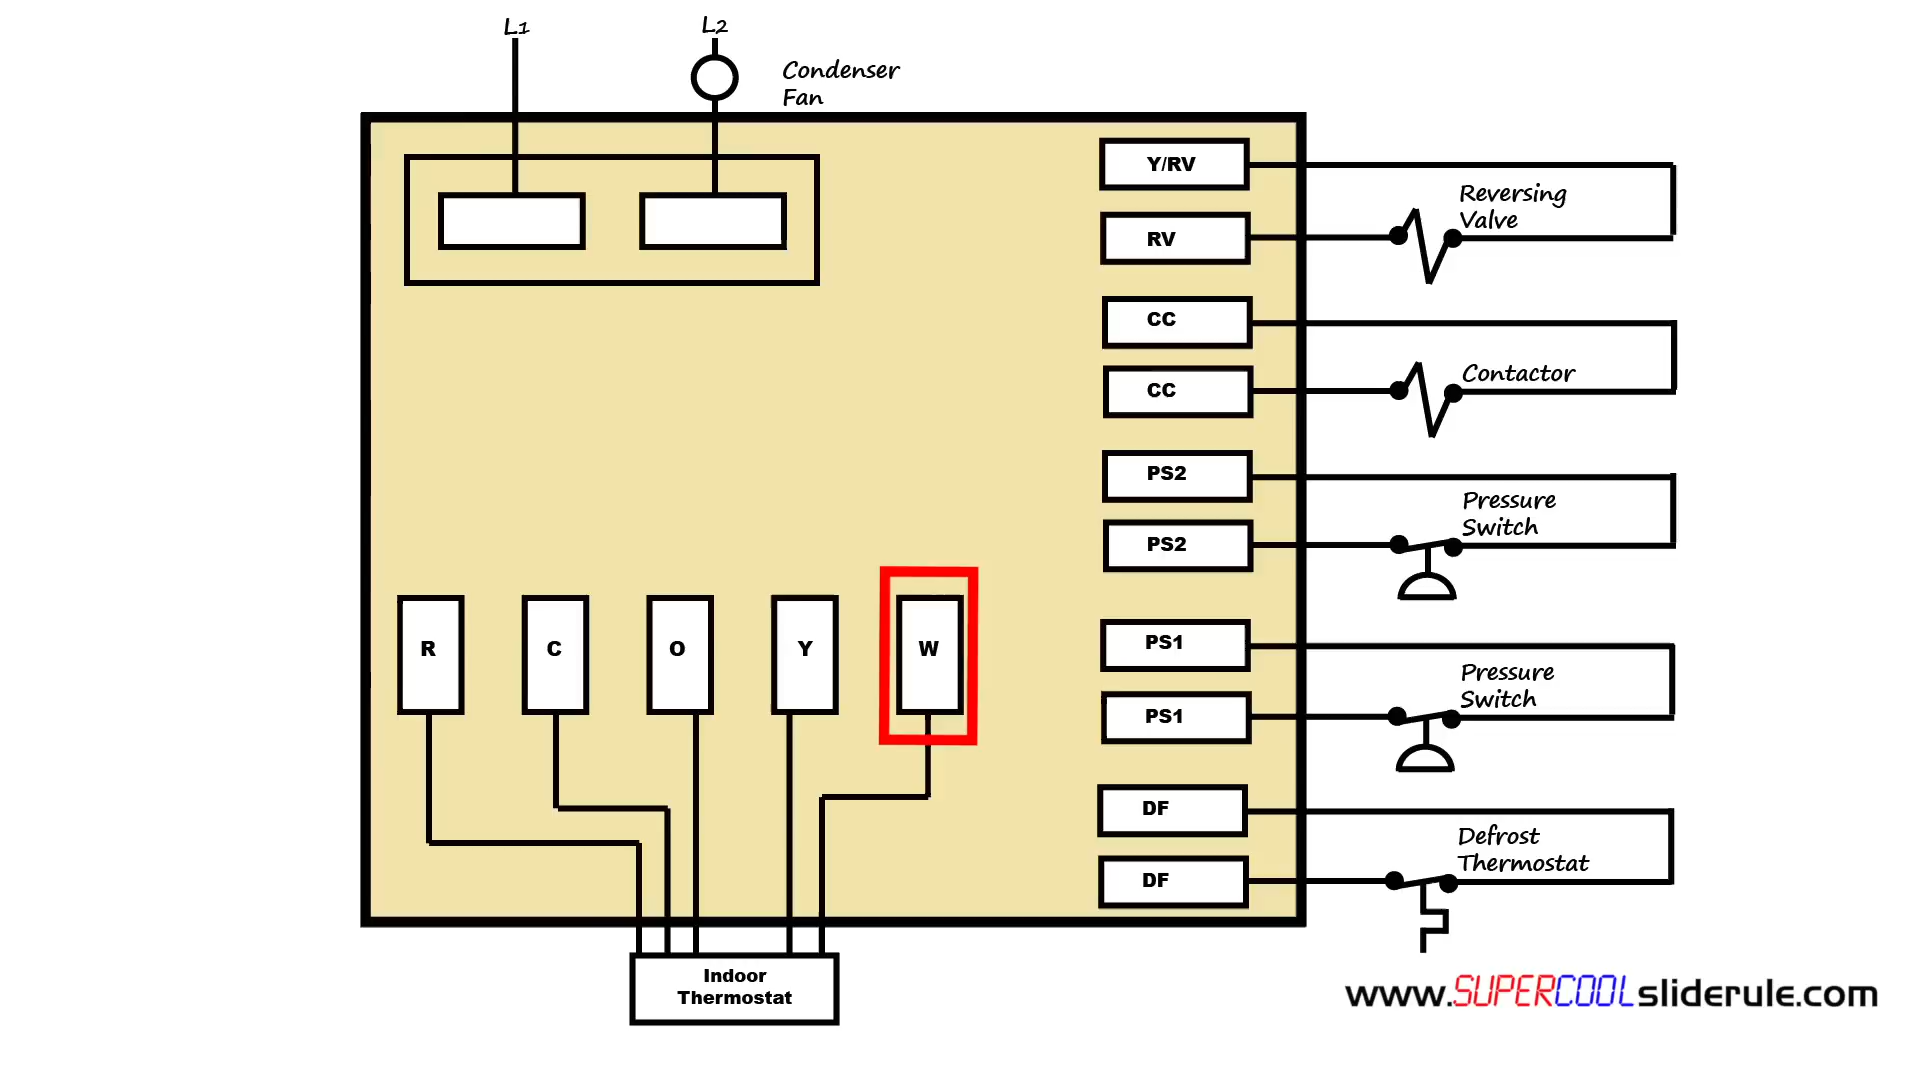 L1
L2
Condenser
Fan
Y/RV
Reversing
Valve
RV
CC
Contactor
CC
PS2
Pressure
Switch
PS2
R
C
O
Y
W
PS1
Pressure
Switch
PS1
DF
Defrost
Thermostat
DF
Indoor
Thermostat
www.SUPERCOOLsliderule.com